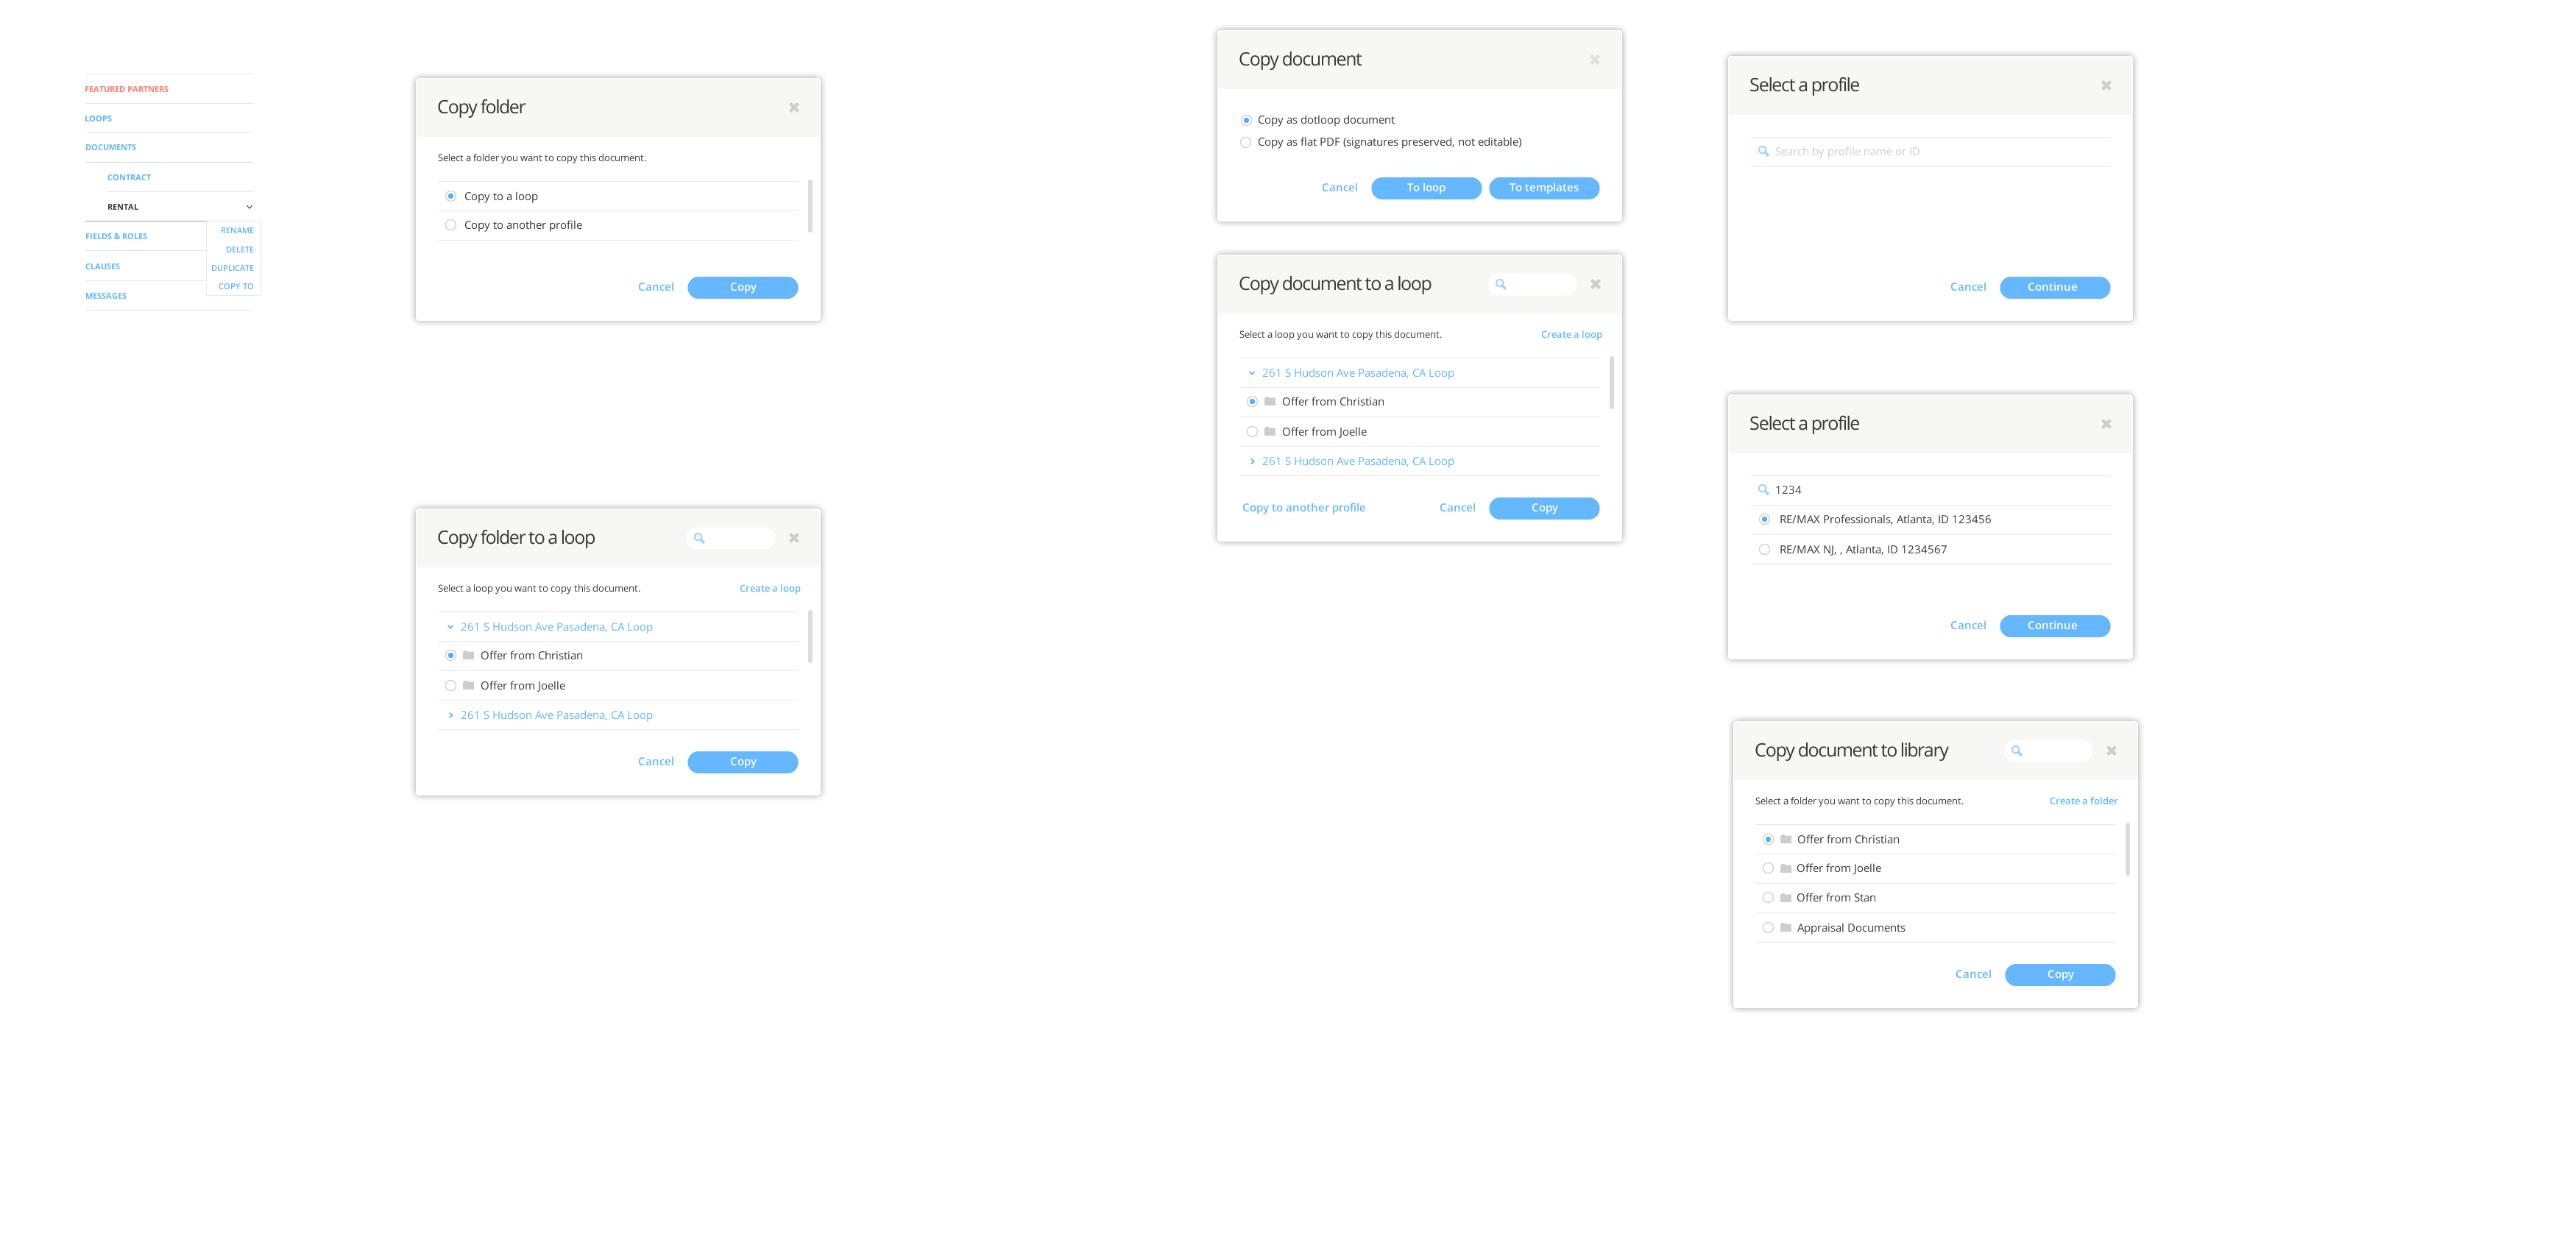 FEATURED PARTNERS
LOOPS
DOCUMENTS
CONTRACT
RENTAL
FIELDS & ROLES
CLAUSES
MESSAGES
RENAME
DELETE
DUPLICATE
COPY TO
Copy folder
Select a folder you want to copy this document.
Copy to a loop
Copy to another profile
Cancel Copy
Copy folder to a loop
Select a loop you want to copy this document. Create a loop
261 S Hudson Ave Pasadena, CA Loop
Offer from Christian
Offer from Joelle
261 S Hudson Ave Pasadena, CA Loop
Cancel Copy
Copy document
Copy as dotloop document
Copy as flat PDF (signatures preserved, not editable)
Cancel To loop To templates
Copy document to a loop
Select a loop you want to copy this document. Create a loop
261 S Hudson Ave Pasadena, CA Loop
Offer from Christian
Offer from Joelle
261 S Hudson Ave Pasadena, CA Loop
Copy to another profile Cancel Copy
Select a profile
Search by profile name or ID
Cancel Continue
Select a profile
1234
RE/MAX Professionals, Atlanta, ID 123456
RE/MAX NJ, , Atlanta, ID 1234567
Cancel Continue
Copy document to library
Select a folder you want to copy this document. Create a folder
Offer from Christian
Offer from Joelle
Offer from Stan
Appraisal Documents
Cancel Copy